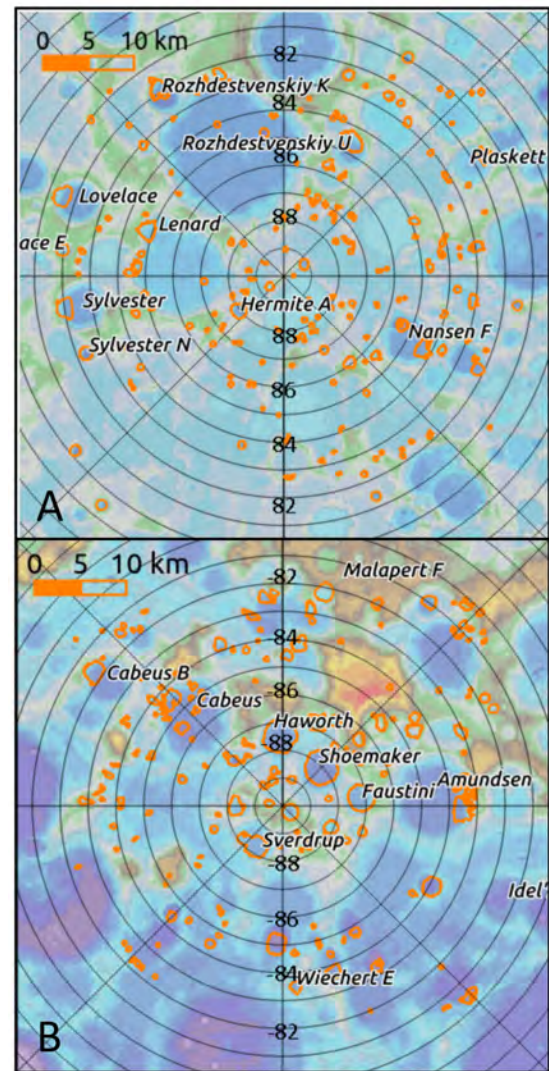 0 5 10 km
82
Rozhdestvenskiy K
84
Rozhdestvenskiy U
86
Plaskett
Lovelace
88
Lenard
ace E
Sylvester
Hermite A
Sylvester N
88
Nansen F
86
84
A
82
0 5 10 km
-82
Malapert F
-84
Cabeus B
Cabeus
-86
Haworth
-88
Shoemaker
Amundsen
Faustini
Sverdrup
-88
Idel'
-86
-84
Wiechert E
B
-82